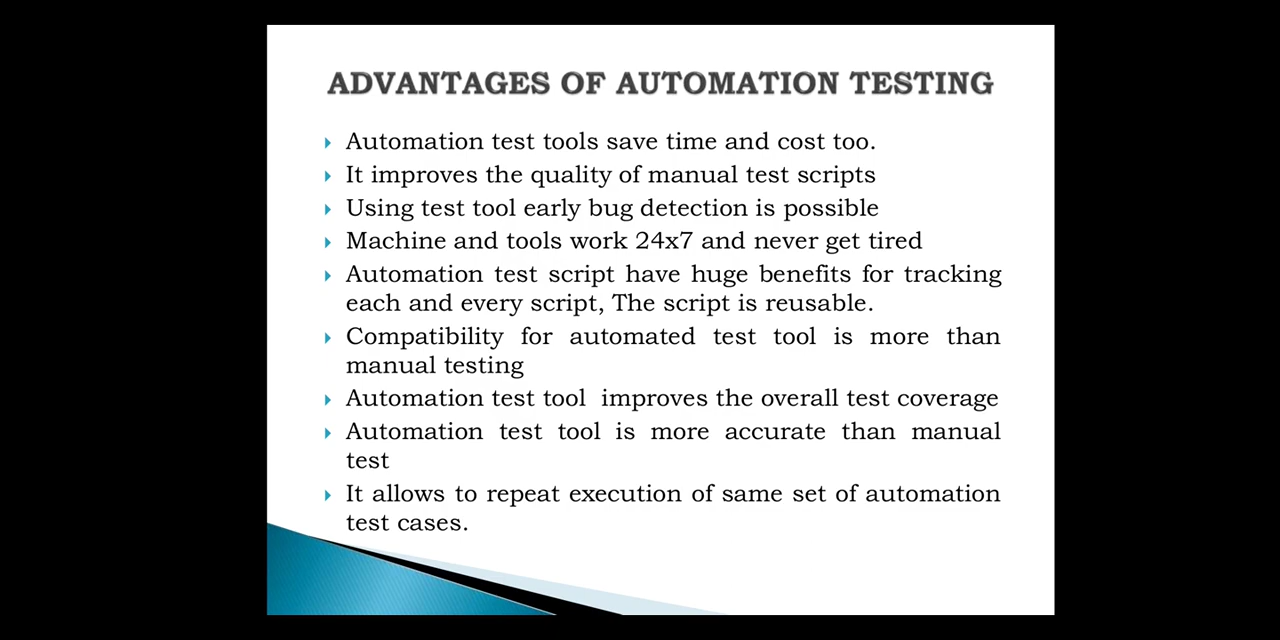 ADVANTAGES OF AUTOMATION TESTING
Automation test tools save time and cost too.
It improves the quality of manual test scripts
Using test tool early bug detection is possible
Machine and tools work 24x7 and never get tired
Automation test script have huge benefits for tracking
each and every script, The script is reusable.
Compatibility for automated test tool is more than
manual testing
Automation test tool improves the overall test coverage
Automation test tool is more accurate than manual
test
It allows to repeat execution of same set of automation
test cases.